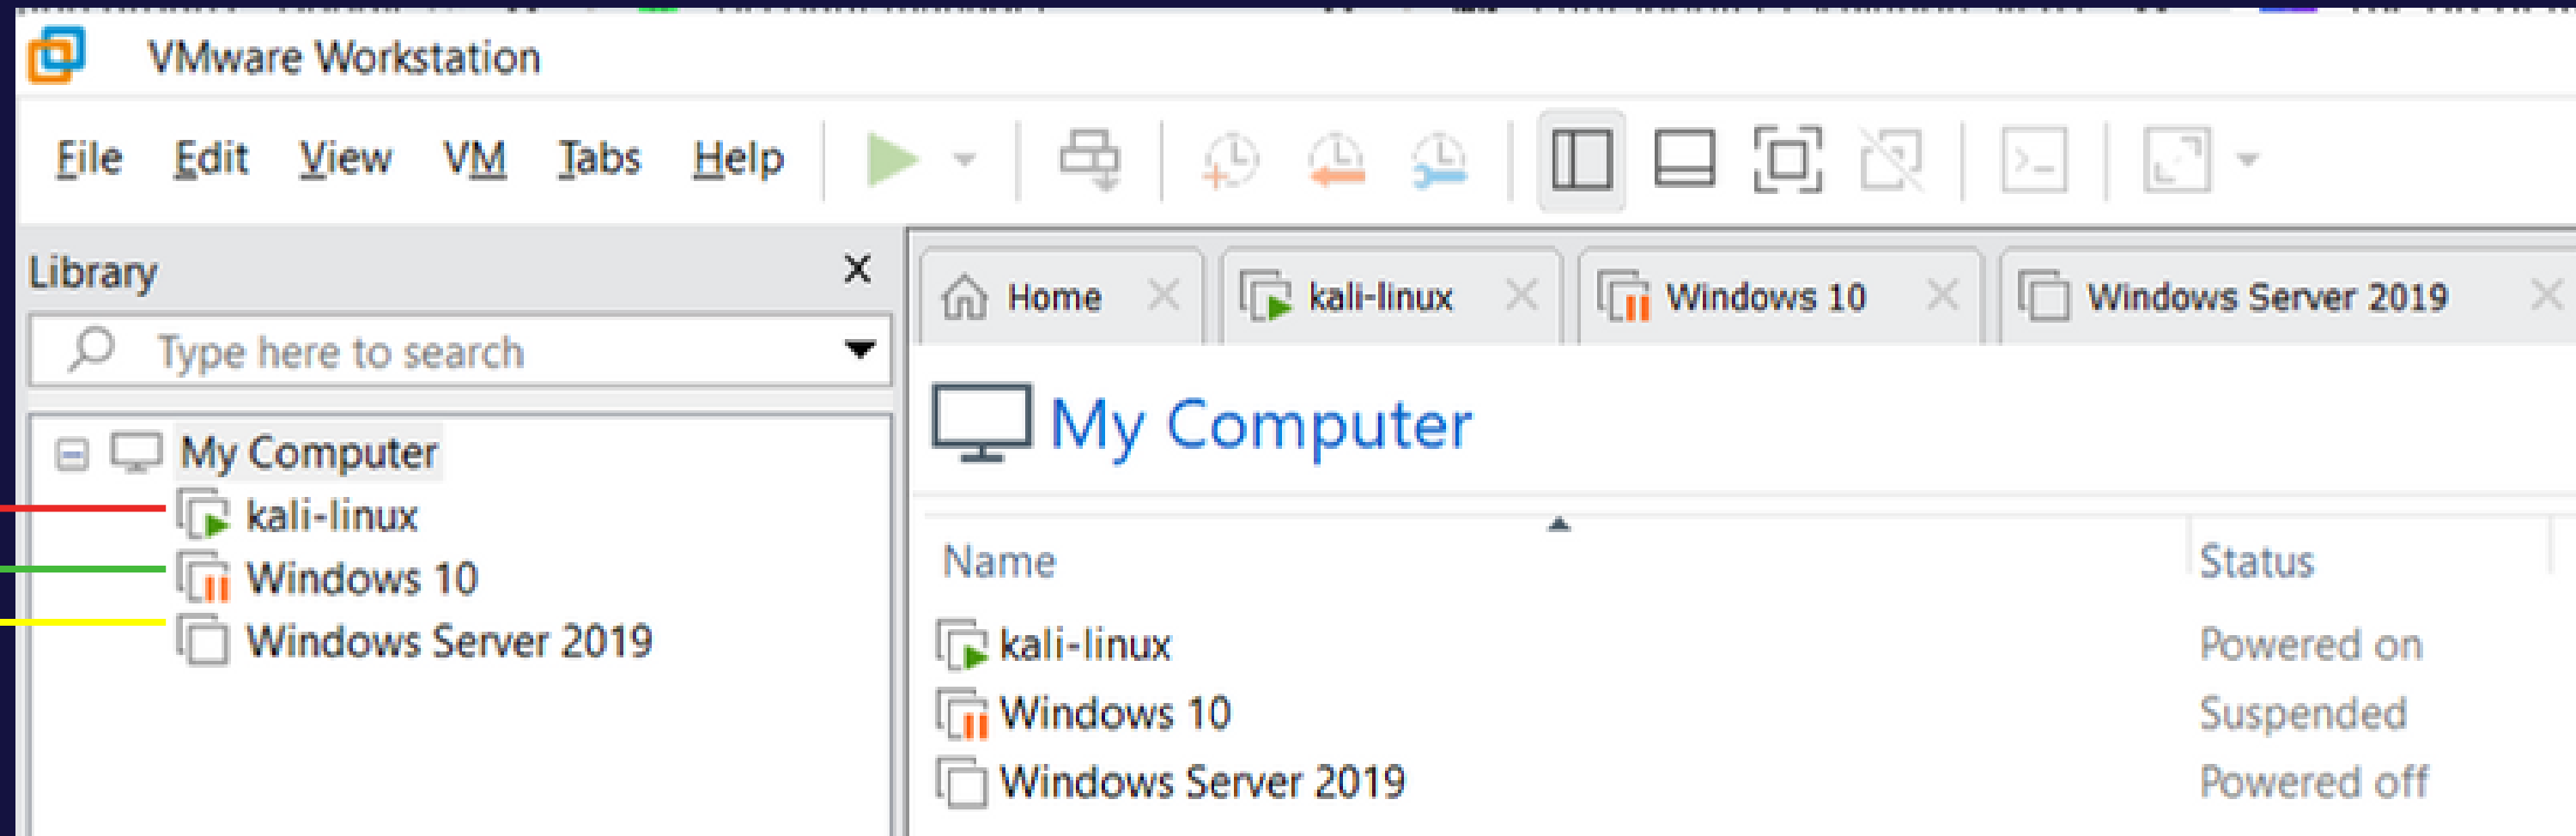 VMware Workstation
File Edit View VM Tabs Help
Library
Type here to search
My Computer
kali-linux
Windows 10
Windows Server 2019
Home kali-linux Windows 10 Windows Server 2019
My Computer
Name Status
kali-linux Powered on
Windows 10 Suspended
Windows Server 2019 Powered off